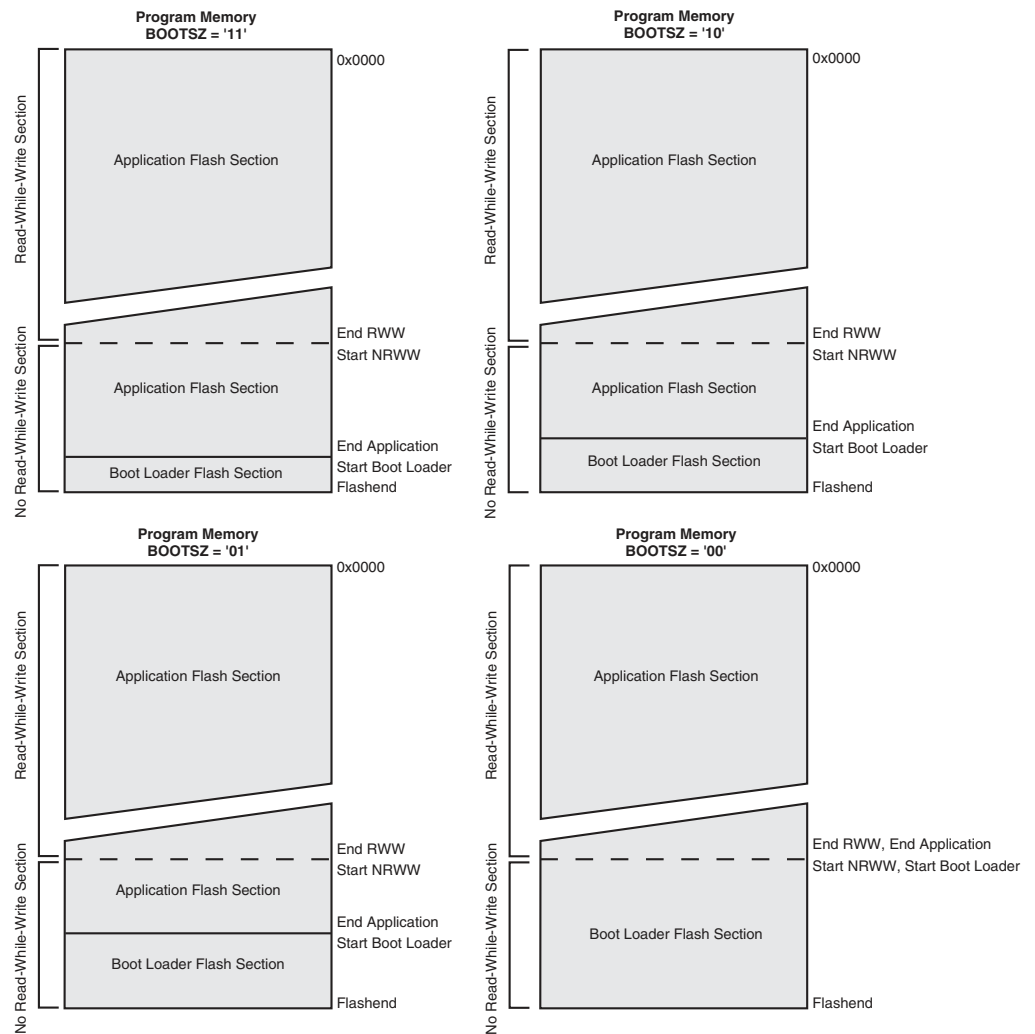 Program Memory
BOOTSZ = '11'
0x0000
Read-While-Write Section
Application Flash Section
End RWW
Start NRWW
No Read-While-Write Section
Application Flash Section
End Application
Start Boot Loader
Boot Loader Flash Section
Flashend
Program Memory
BOOTSZ = '10'
0x0000
Read-While-Write Section
Application Flash Section
End RWW
Start NRWW
No Read-While-Write Section
Application Flash Section
End Application
Start Boot Loader
Boot Loader Flash Section
Flashend
Program Memory
BOOTSZ = '01'
0x0000
Read-While-Write Section
Application Flash Section
End RWW
Start NRWW
No Read-While-Write Section
Application Flash Section
End Application
Start Boot Loader
Boot Loader Flash Section
Flashend
Program Memory
BOOTSZ = '00'
0x0000
Read-While-Write Section
Application Flash Section
End RWW, End Application
Start NRWW, Start Boot Loader
No Read-While-Write Section
Boot Loader Flash Section
Flashend